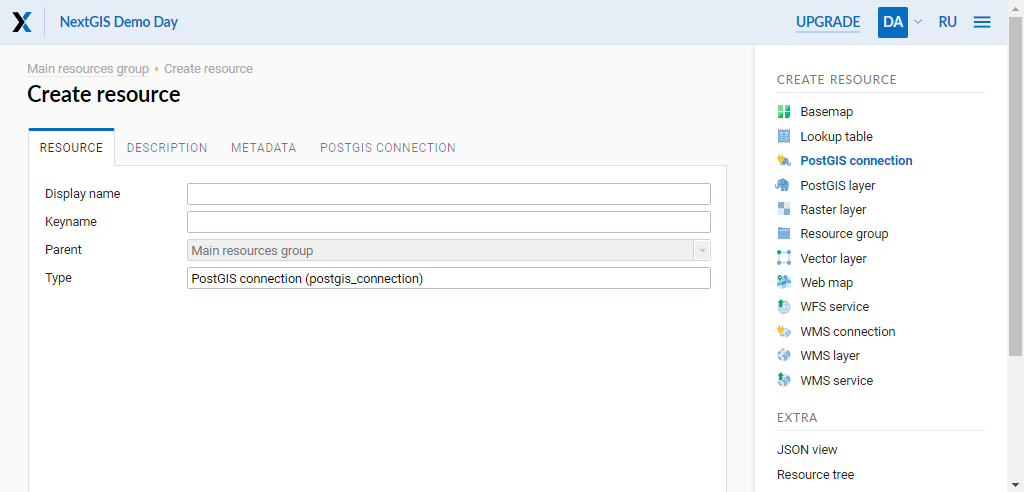 NextGIS Demo Day
UPGRADE
DA
RU
Main resources group • Create resource
Create resource
RESOURCE
DESCRIPTION
METADATA
POSTGIS CONNECTION
Display name
Keyname
Parent
Main resources group
Type
PostGIS connection (postgis_connection)
CREATE RESOURCE
Basemap
Lookup table
PostGIS connection
PostGIS layer
Raster layer
Resource group
Vector layer
Web map
WFS service
WMS connection
WMS layer
WMS service
EXTRA
JSON view
Resource tree